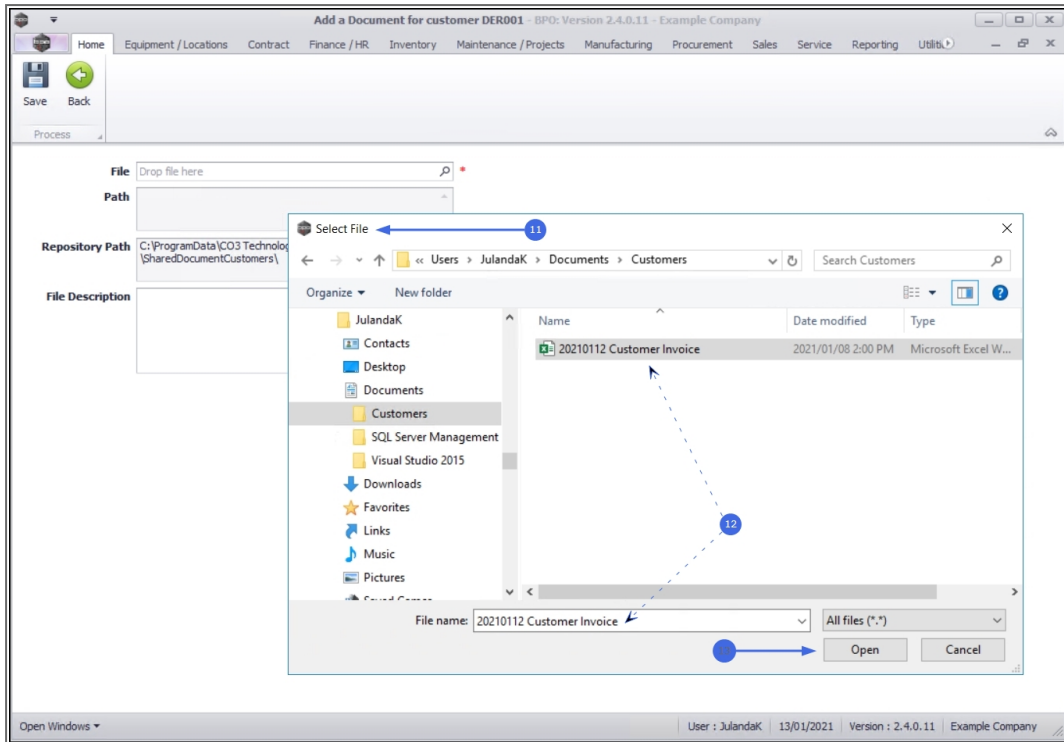 Add a Document for customer DER001 - BPO: Version 2.4.0.11 - Example Company
Home Equipment / Locations Contract Finance / HR Inventory Maintenance / Projects Manufacturing Procurement Sales Service Reporting Utiliti
Save Back
Process
File Drop file here *
Path
Repository Path C:\ProgramData\CO3 Technolog
\SharedDocumentCustomers\
File Description
Select File 11
« Users > JulandaK > Documents > Customers Search Customers
Organize New folder
Name Date modified Type
20210112 Customer Invoice 2021/01/08 2:00 PM Microsoft Excel W...
JulandaK
Contacts
Desktop
Documents
Customers
SQL Server Management
Visual Studio 2015
Downloads
Favorites
Links
Music
Pictures
Saved Games
12
File name: 20210112 Customer Invoice All files (*.*)
Open Cancel
Open Windows User : JulandaK 13/01/2021 Version : 2.4.0.11 Example Company